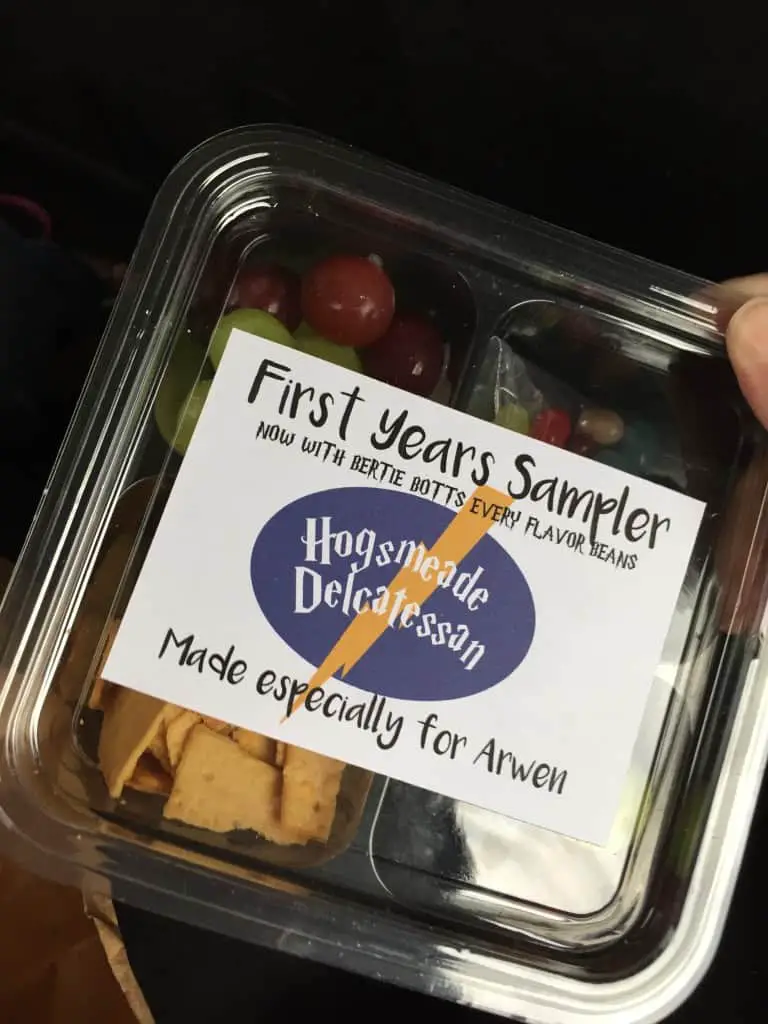 First Years Sampler
NOW WITH BERTIE BOTTS EVERY FLAVOR BEANS
Hogsmeade
Delcatessan
Made especially for Arwen